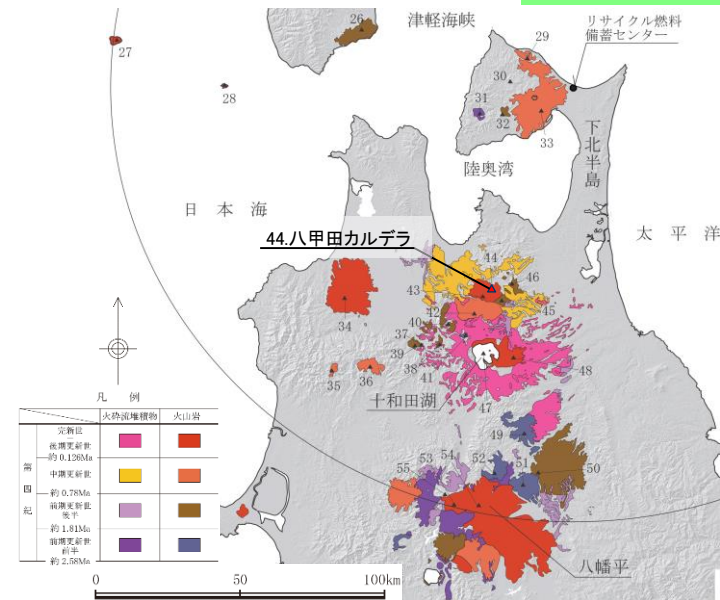 津軽海峡
リサイクル燃料
備蓄センター
26
27
28
29
30
31
32
33
下北半島
陸奥湾
日本海
太平洋
44.八甲田カルデラ
44
46
43
45
42
34
40
37
39
38
41
48
35
36
十和田湖
47
凡例
火砕流堆積物 火山岩
第四紀
完新世
後期更新世
約 0.126Ma
中期更新世
約 0.78Ma
前期更新世
後半
約 1.81Ma
前期更新世
前半
約 2.58Ma
49
50
51
52
53
54
55
八幡平
0 50 100km